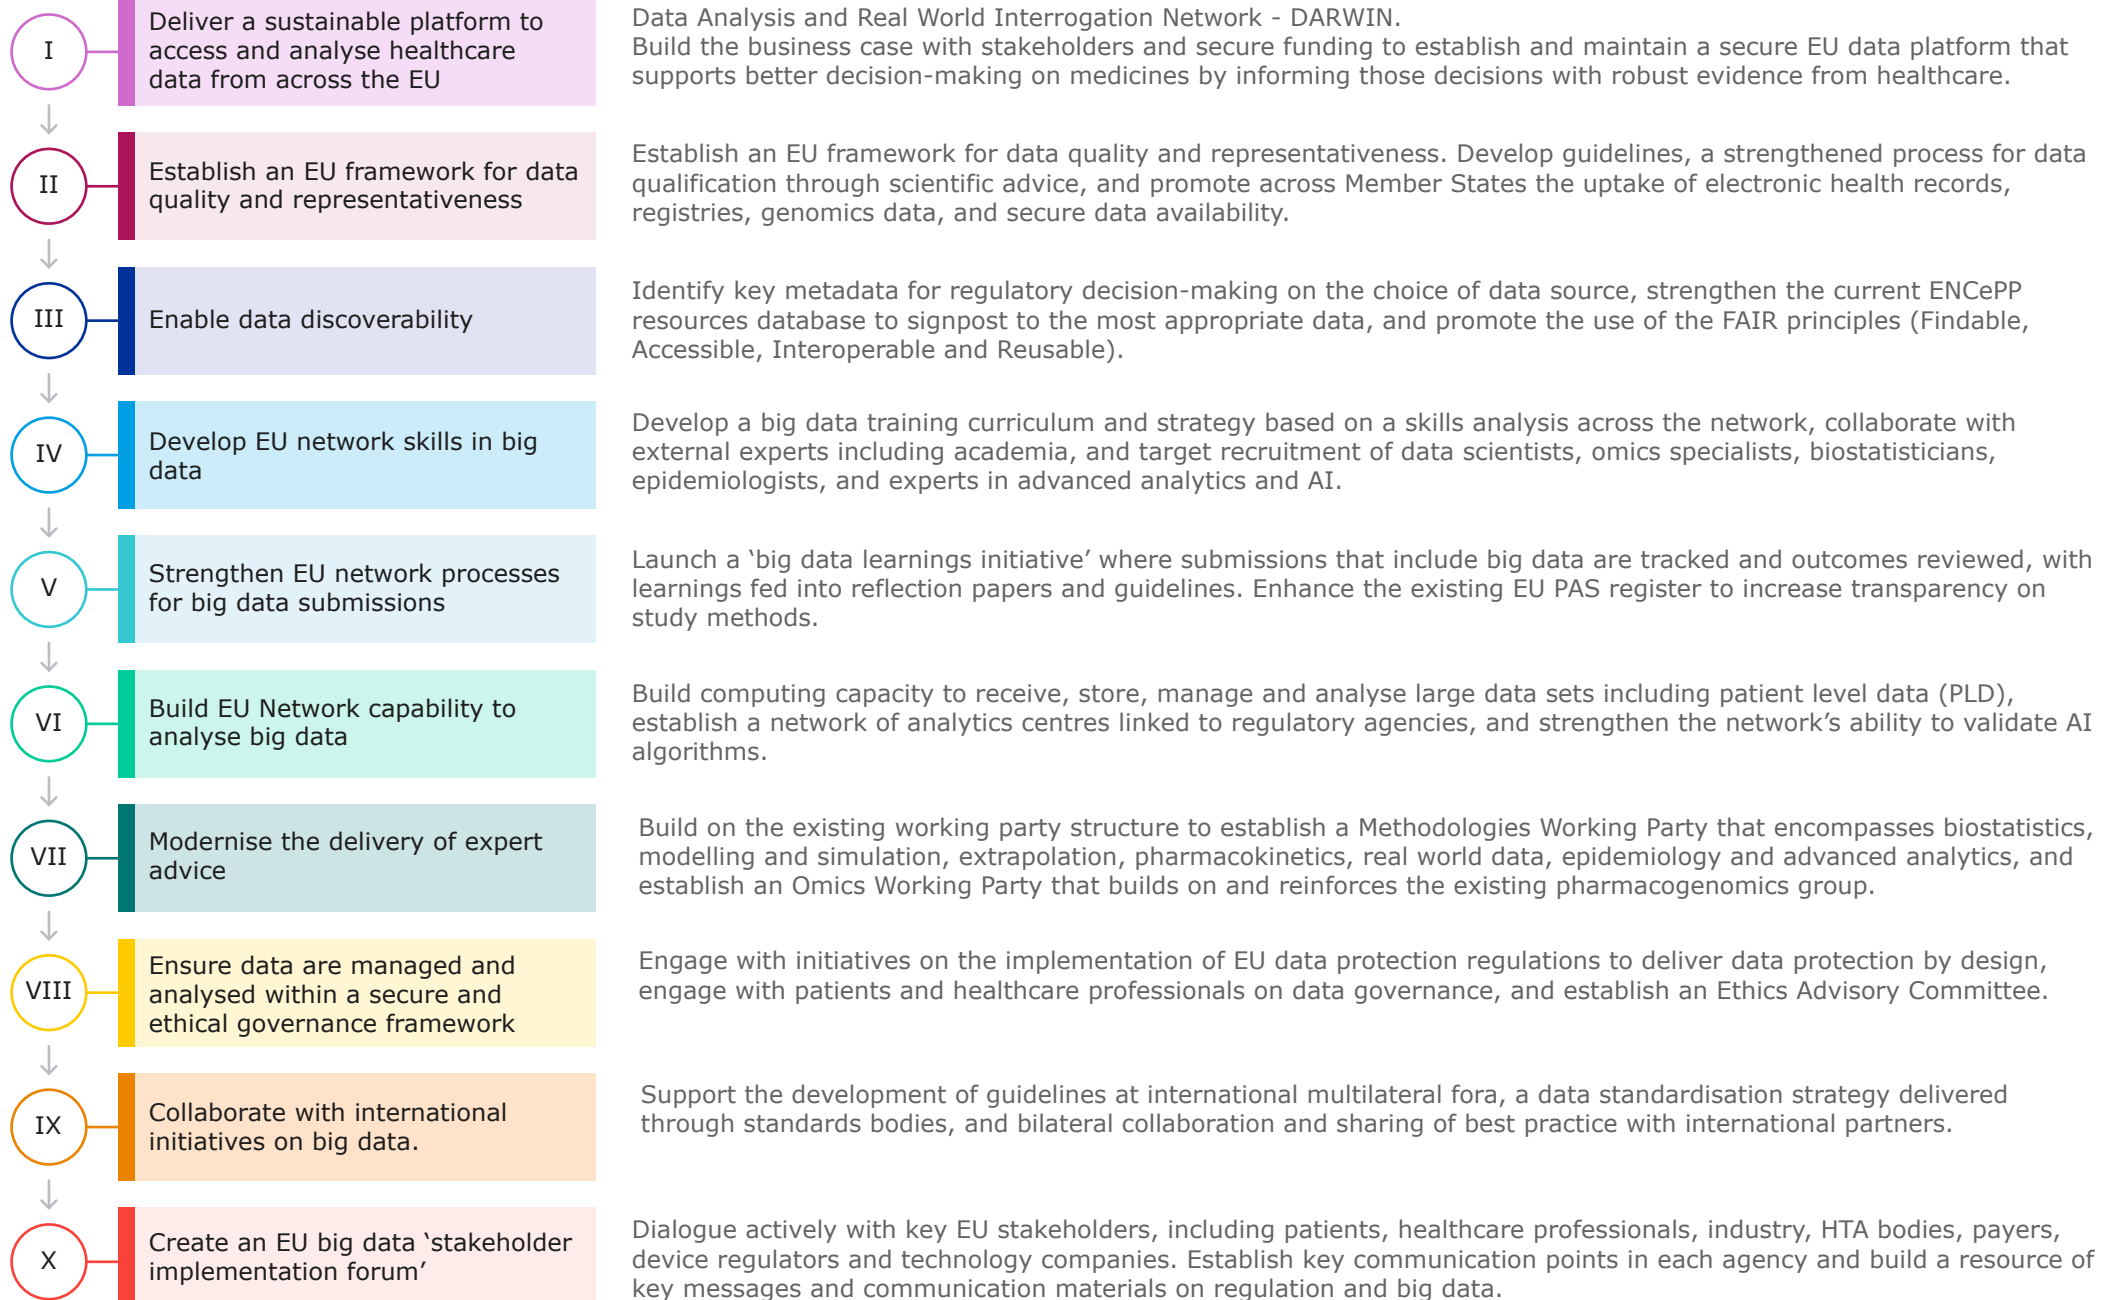 I
Deliver a sustainable platform to
access and analyse healthcare
data from across the EU
Data Analysis and Real World Interrogation Network - DARWIN.
Build the business case with stakeholders and secure funding to establish and maintain a secure EU data platform that
supports better decision-making on medicines by informing those decisions with robust evidence from healthcare.
II
Establish an EU framework for data
quality and representativeness
Establish an EU framework for data quality and representativeness. Develop guidelines, a strengthened process for data
qualification through scientific advice, and promote across Member States the uptake of electronic health records,
registries, genomics data, and secure data availability.
III
Enable data discoverability
Identify key metadata for regulatory decision-making on the choice of data source, strengthen the current ENCePP
resources database to signpost to the most appropriate data, and promote the use of the FAIR principles (Findable,
Accessible, Interoperable and Reusable).
IV
Develop EU network skills in big
data
Develop a big data training curriculum and strategy based on a skills analysis across the network, collaborate with
external experts including academia, and target recruitment of data scientists, omics specialists, biostatisticians,
epidemiologists, and experts in advanced analytics and AI.
V
Strengthen EU network processes
for big data submissions
Launch a ‘big data learnings initiative’ where submissions that include big data are tracked and outcomes reviewed, with
learnings fed into reflection papers and guidelines. Enhance the existing EU PAS register to increase transparency on
study methods.
VI
Build EU Network capability to
analyse big data
Build computing capacity to receive, store, manage and analyse large data sets including patient level data (PLD),
establish a network of analytics centres linked to regulatory agencies, and strengthen the network’s ability to validate AI
algorithms.
VII
Modernise the delivery of expert
advice
Build on the existing working party structure to establish a Methodologies Working Party that encompasses biostatistics,
modelling and simulation, extrapolation, pharmacokinetics, real world data, epidemiology and advanced analytics, and
establish an Omics Working Party that builds on and reinforces the existing pharmacogenomics group.
VIII
Ensure data are managed and
analysed within a secure and
ethical governance framework
Engage with initiatives on the implementation of EU data protection regulations to deliver data protection by design,
engage with patients and healthcare professionals on data governance, and establish an Ethics Advisory Committee.
IX
Collaborate with international
initiatives on big data.
Support the development of guidelines at international multilateral fora, a data standardisation strategy delivered
through standards bodies, and bilateral collaboration and sharing of best practice with international partners.
X
Create an EU big data ‘stakeholder
implementation forum’
Dialogue actively with key EU stakeholders, including patients, healthcare professionals, industry, HTA bodies, payers,
device regulators and technology companies. Establish key communication points in each agency and build a resource of
key messages and communication materials on regulation and big data.